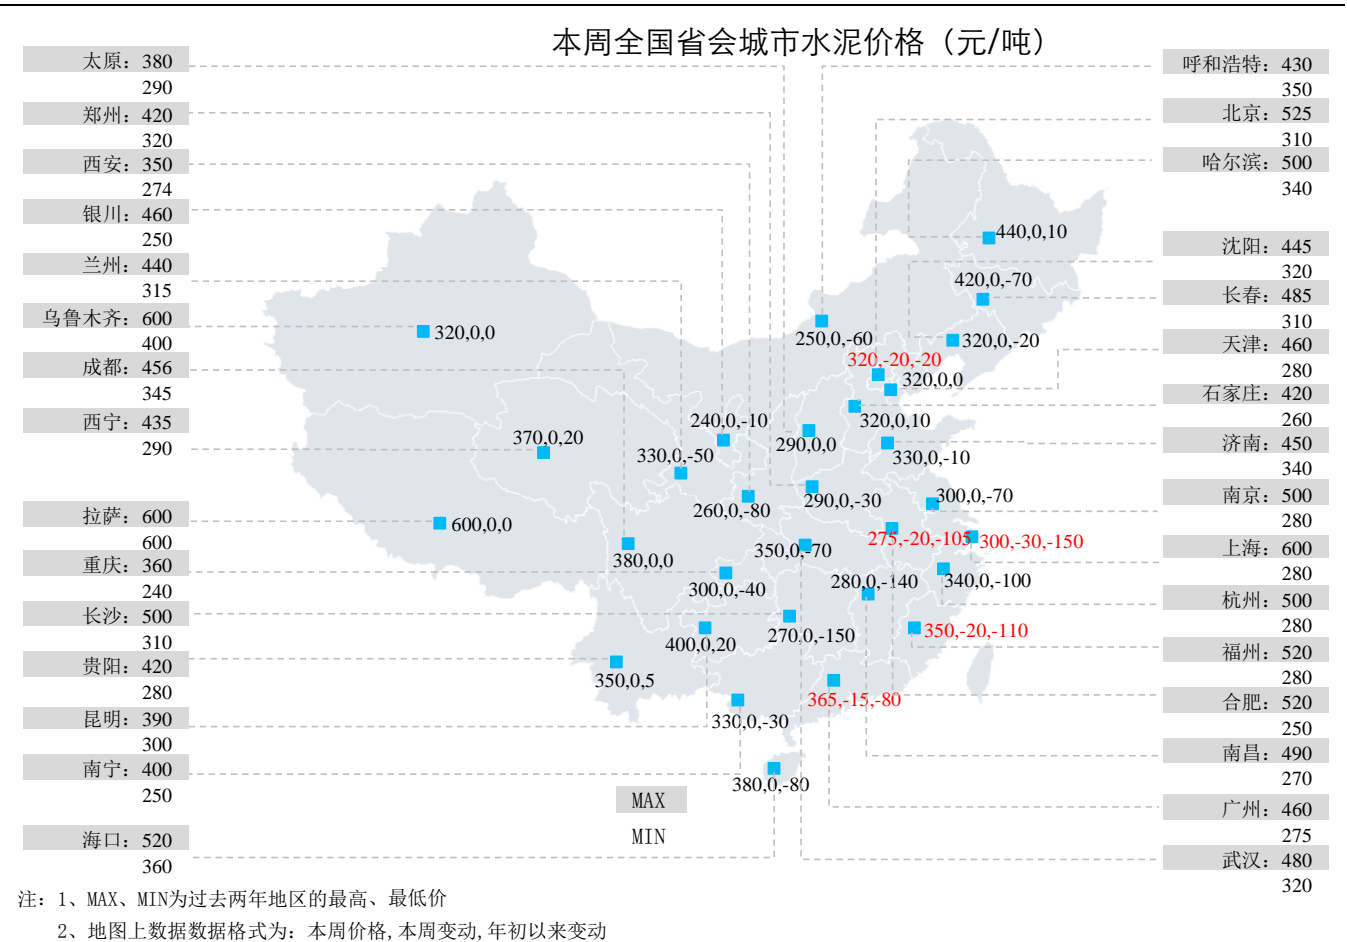 本周全国省会城市水泥价格（元/吨）
太原：380
290
郑州：420
320
西安：350
274
银川：460
250
兰州：440
315
乌鲁木齐：600
400
成都：456
345
西宁：435
290
拉萨：600
600
重庆：360
240
长沙：500
310
贵阳：420
280
昆明：390
300
南宁：400
250
海口：520
360
440,0,10
420,0,-70
320,0,0
250,0,-60
320,0,-20
320,-20,-20
320,0,0
320,0,10
240,0,-10
370,0,20
290,0,0
330,0,-50
330,0,-10
260,0,-80
290,0,-30
300,0,-70
600,0,0
275,-20,-105
300,-30,-150
350,0,-70
380,0,0
280,0,-140
340,0,-100
300,0,-40
270,0,-150
350,-20,-110
400,0,20
350,0,5
365,-15,-80
330,0,-30
380,0,-80
MAX
MIN
呼和浩特：430
350
北京：525
310
哈尔滨：500
340
沈阳：445
320
长春：485
310
天津：460
280
石家庄：420
260
济南：450
340
南京：500
280
上海：600
280
杭州：500
280
福州：520
280
合肥：520
250
南昌：490
270
广州：460
275
武汉：480
320
注：1、MAX、MIN为过去两年地区的最高、最低价
2、地图上数据数据格式为：本周价格,本周变动,年初以来变动